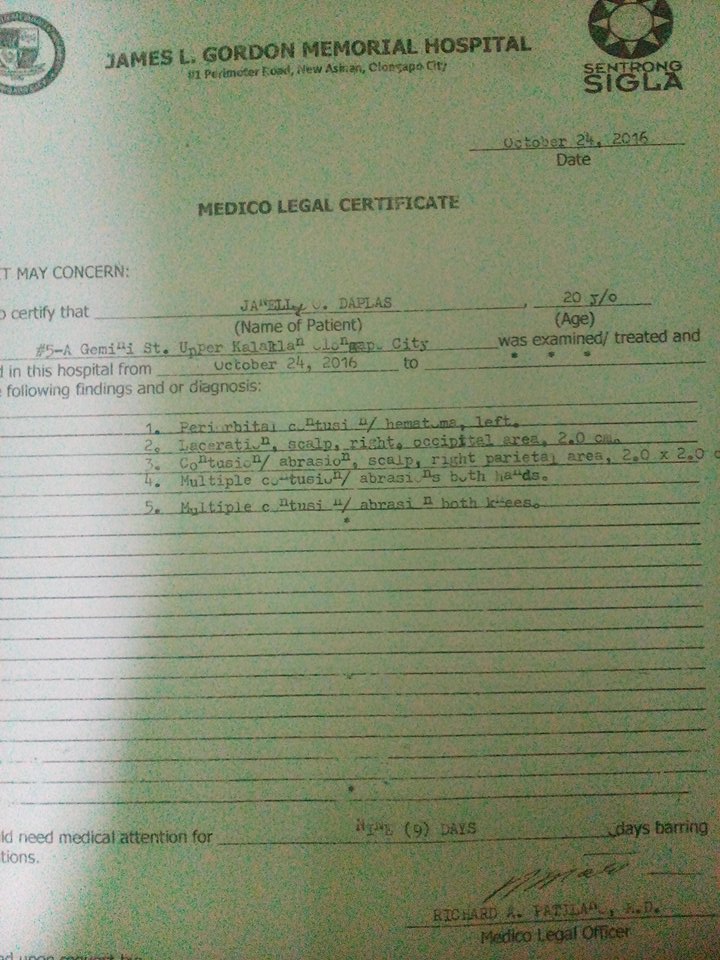 JAMES L. GORDON MEMORIAL HOSPITAL
#1 Perimeter Road, New Asinan, Olongapo City
SENTRONG
SIGLA
October 24, 2016
Date
MEDICO LEGAL CERTIFICATE
T MAY CONCERN:
o certify that JANELLY DAPLAS, 20 y/o
(Name of Patient) (Age)
#5-A Gemini St. Upper Kalaklan Olongapo City was examined/ treated and
d in this hospital from October 24, 2016 to * * *
e following findings and or diagnosis:
1. Periorbital contusion/ hematoma, left.
2. Laceration, scalp, right, occipital area, 2.0 cm.
3. Contusion/ abrasion, scalp, right parietal area, 2.0 x 2.0 c
4. Multiple contusion/ abrasions both hands.
5. Multiple contusion/ abrasion both knees.
ld need medical attention for NINE (9) DAYS days barring
tions.
RICHARD A. M.D.
Medico Legal Officer